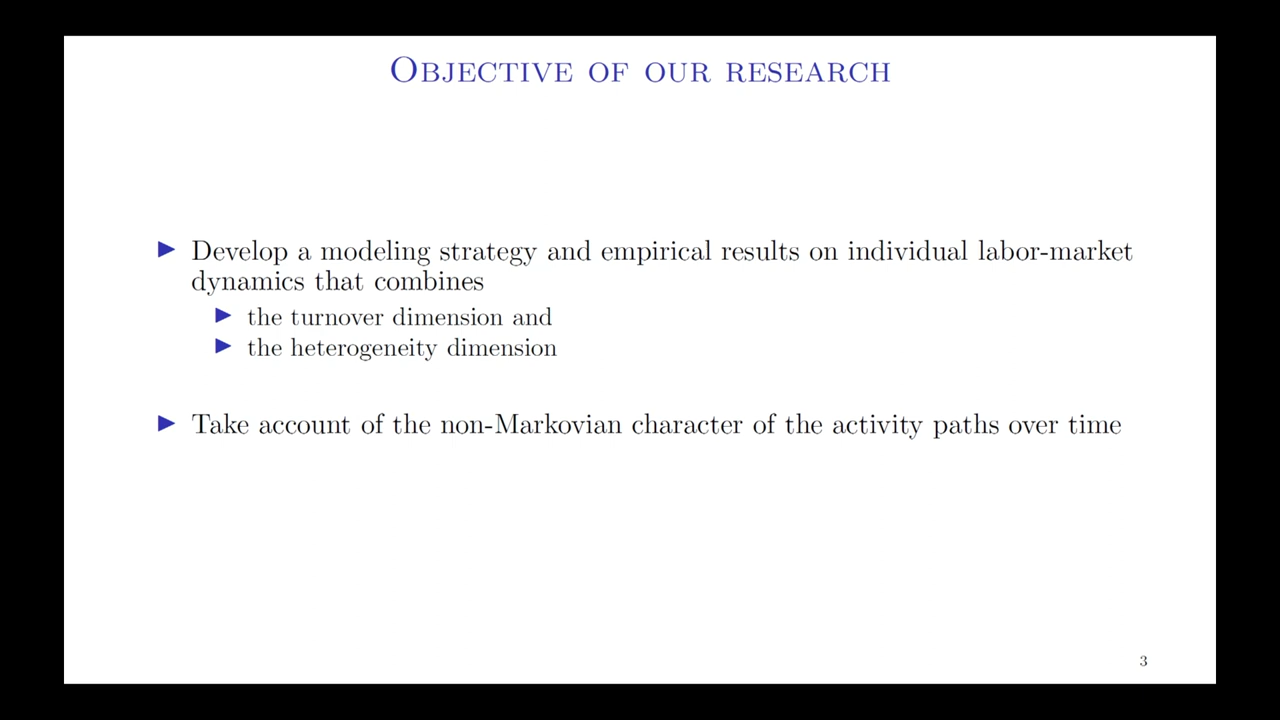 OBJECTIVE OF OUR RESEARCH
Develop a modeling strategy and empirical results on individual labor-market
dynamics that combines
the turnover dimension and
the heterogeneity dimension
Take account of the non-Markovian character of the activity paths over time
3